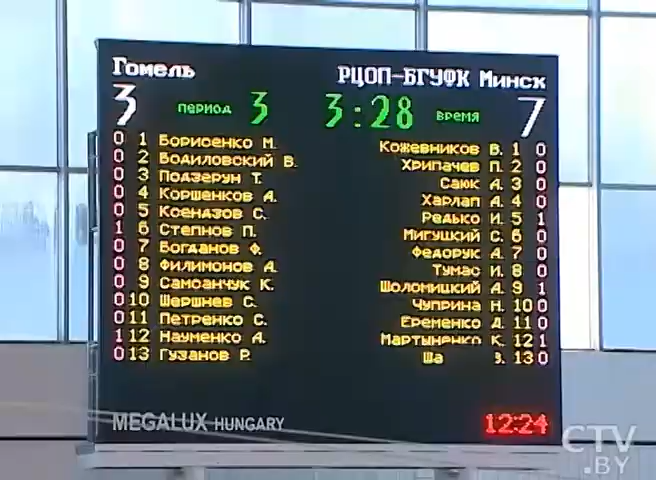 Гомель РЦОП-БГУФК Минск
3 период 3 3:28 время 7
0 1 Борисенко М. Кожевников В. 1 0
0 2 Водиловский В. Хрипачев П. 2 0
0 3 Подзерун Т. Саюк А. 3 0
0 4 Коршенков А. Харлап А. 4 0
0 5 Коендзов С. Редько И. 5 1
1 6 Степнов П. Мигуцкий С. 6 0
0 7 Богданов Ф. Федорук А. 7 0
0 8 Филимонов А. Тумас И. 8 0
0 9 Самоанчук К. Шоломицкий А. 9 1
0 10 Шершнев С. Чуприна Н. 10 0
0 11 Петренко С. Еременко Д. 11 0
1 12 Науменко А. Мартыненко К. 12 1
0 13 Гузанов Р. Ша В. 13 0
MEGALUX HUNGARY 12:24
CTV
.BY